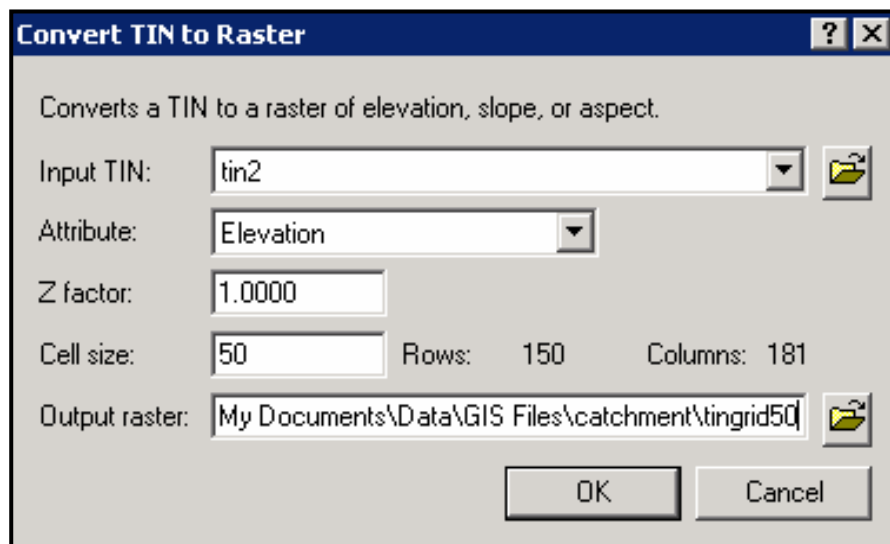 Convert TIN to Raster
Converts a TIN to a raster of elevation, slope, or aspect.
Input TIN: tin2
Attribute: Elevation
Z factor: 1.0000
Cell size: 50 Rows: 150 Columns: 181
Output raster: My Documents\Data\GIS Files\catchment\tingrid50
OK Cancel